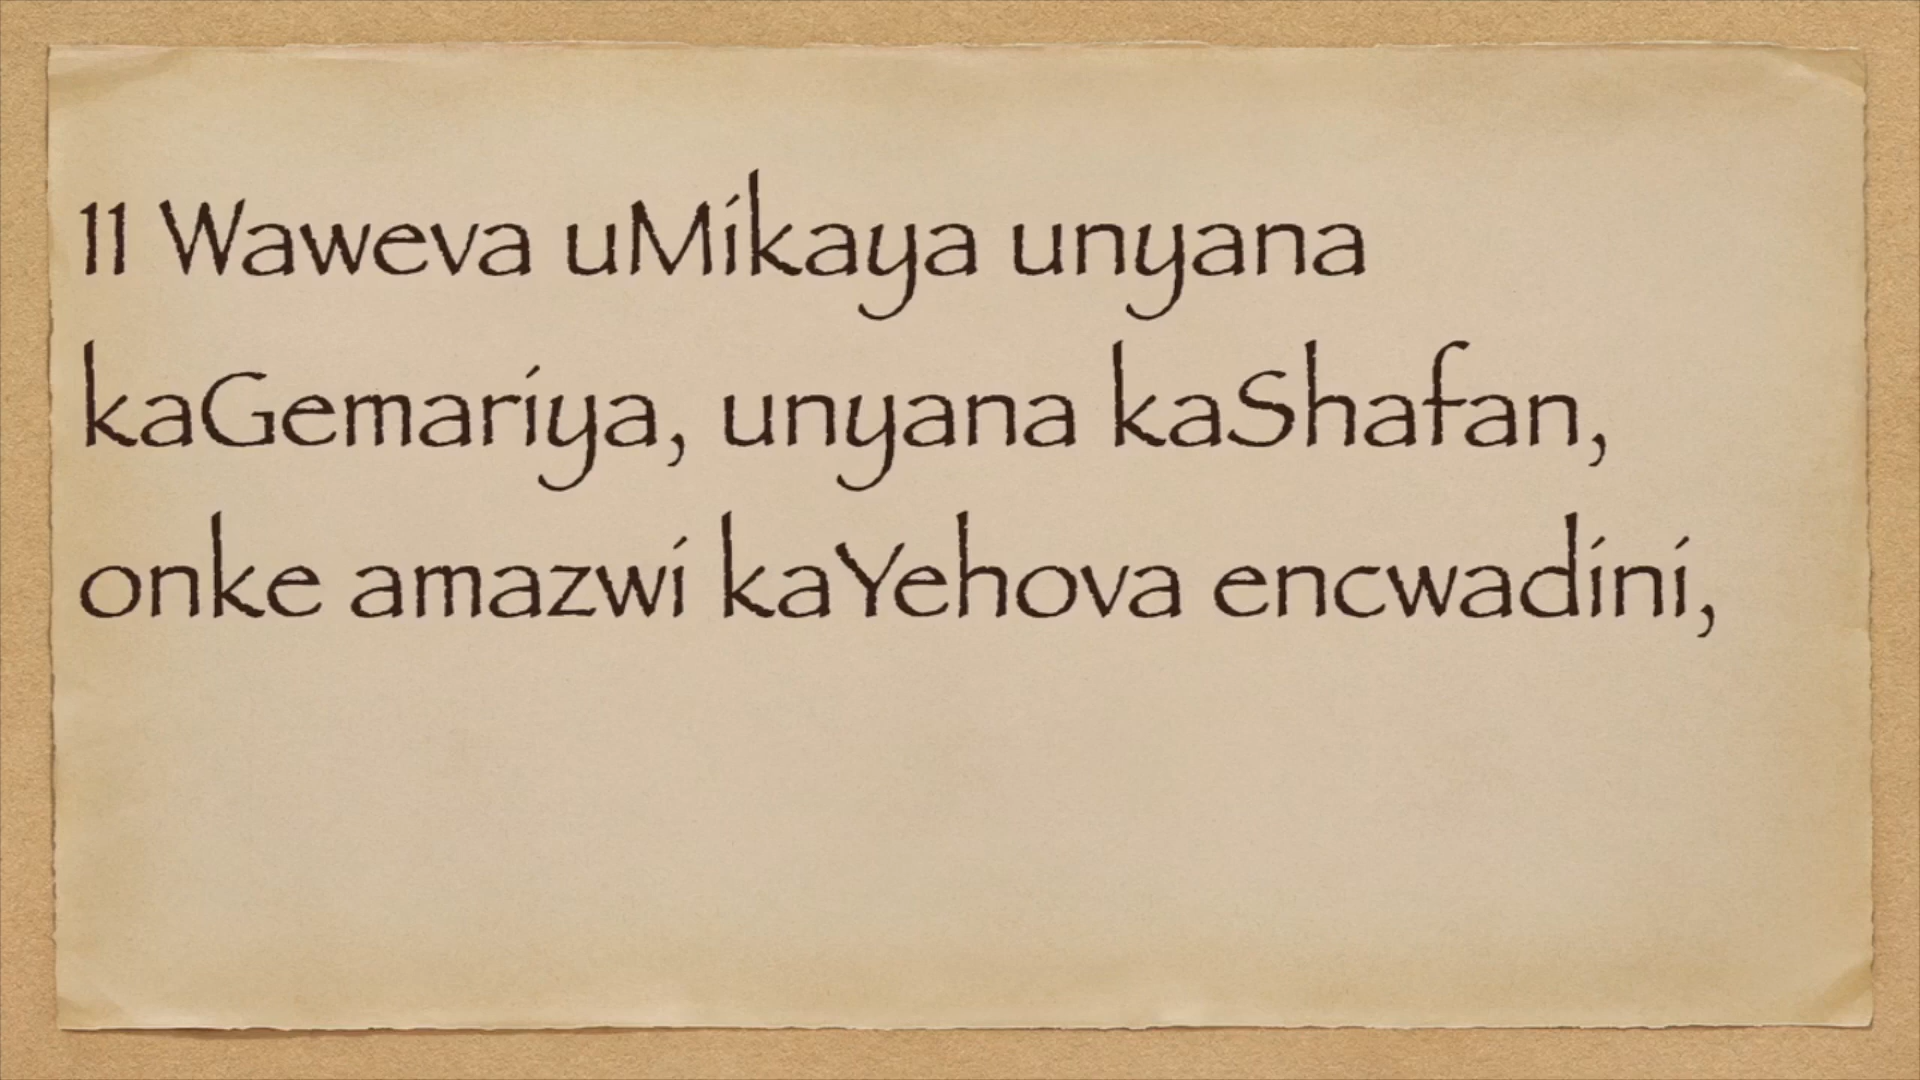 11 Waweva uMikaya unyana
kaGemariya, unyana kaShafan,
onke amazwi kaYehova encwadini,